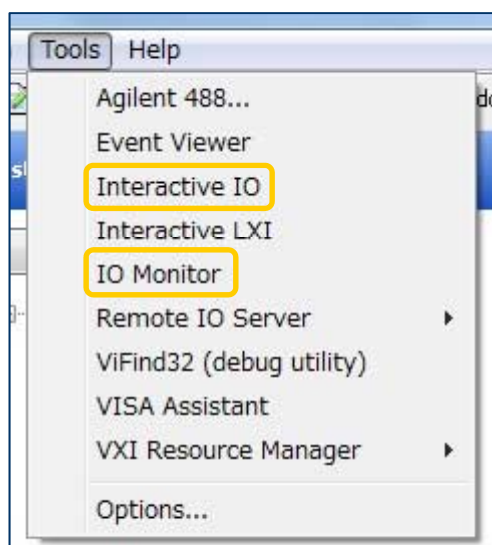 Tools Help
Agilent 488...
Event Viewer
Interactive IO
Interactive LXI
IO Monitor
Remote IO Server
ViFind32 (debug utility)
VISA Assistant
VXI Resource Manager
Options...